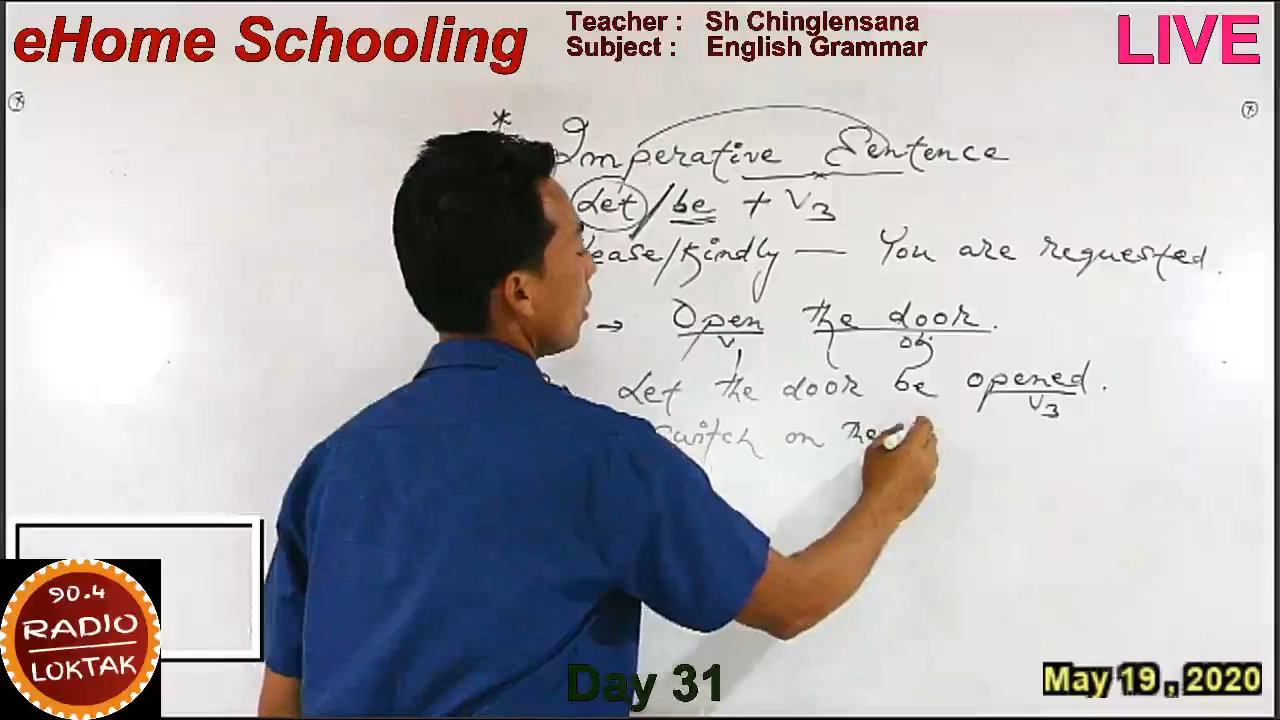 eHome Schooling
Teacher : Sh Chinglensana
Subject : English Grammar
LIVE
* Imperative Sentence
Let/be + V3
/Kindly — You are requested.
→ Open the door.
V1 obj
Let the door be opened.
V3
Switch on the
90.4
RADIO
LOKTAK
Day 31
May 19, 2020